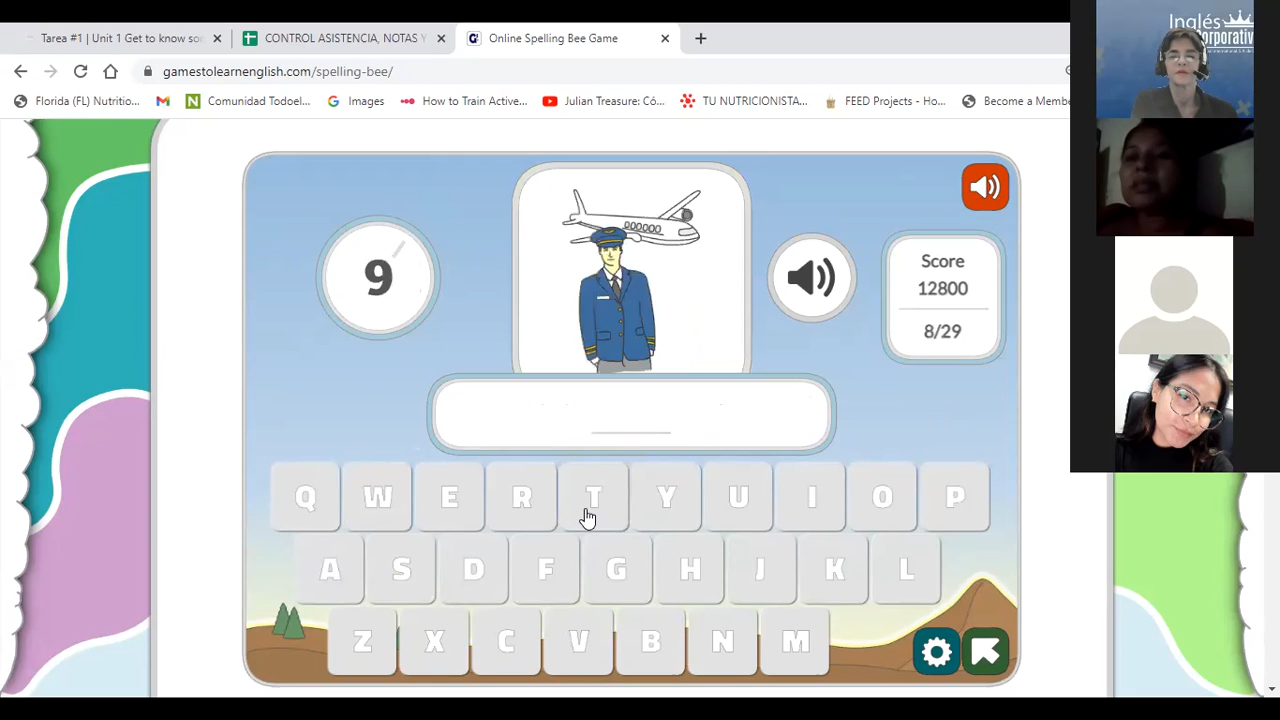 Tarea #1 | Unit 1 Get to know so
CONTROL ASISTENCIA, NOTAS Y
Online Spelling Bee Game
gamestolearnenglish.com/spelling-bee/
Florida (FL) Nutritio...
Comunidad Todoel...
Images
How to Train Active...
Julian Treasure: Có...
TU NUTRICIONISTA...
FEED Projects - Ho...
Become a Membe
Inglés
Corporativ
9
Score
12800
8/29
Q W E R T Y U I O P
A S D F G H J K L
Z X C V B N M